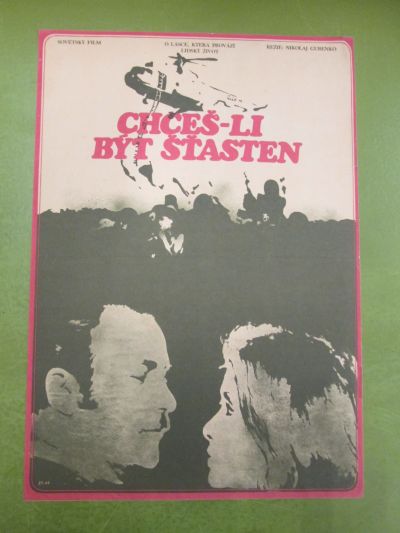 SOVĚTSKÝ FILM
O LÁSCE, KTERÁ PROVÁZÍ
LIDSKÝ ŽIVOT
REŽIE: NIKOLAJ GUBENKO
CHCEŠ-LI
BÝT ŠŤASTEN